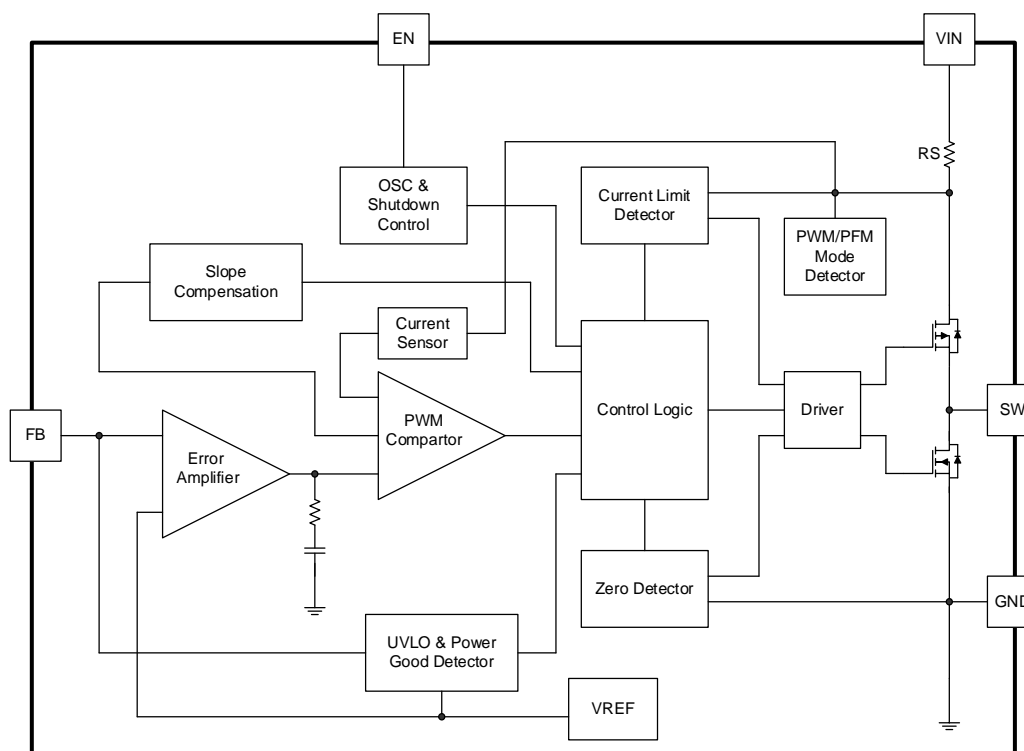 EN
VIN
RS
OSC &
Shutdown
Control
Current Limit
Detector
PWM/PFM
Mode
Detector
Slope
Compensation
Current
Sensor
PWM
Compartor
Control Logic
Driver
SW
FB
Error
Amplifier
Zero Detector
GND
UVLO & Power
Good Detector
VREF